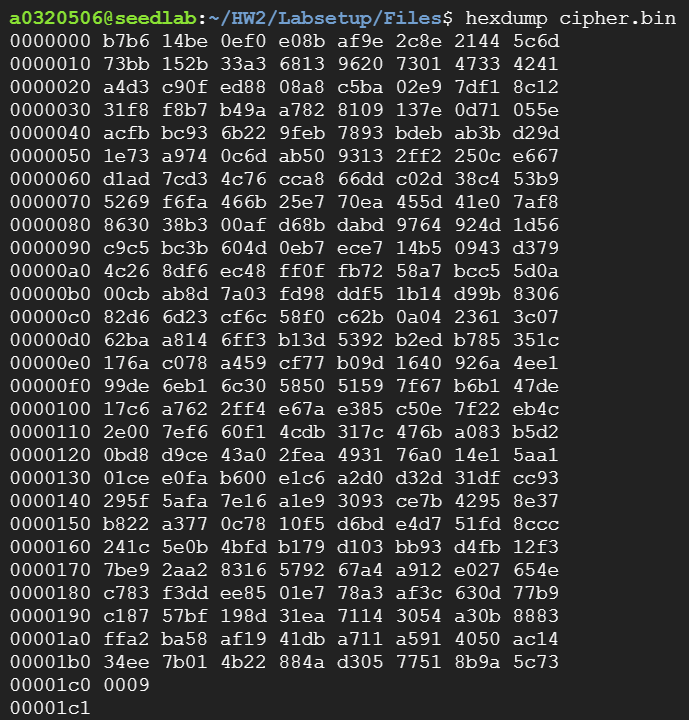 a0320506@seedlab:~/HW2/Labsetup/Files$ hexdump cipher.bin
0000000 b7b6 14be 0ef0 e08b af9e 2c8e 2144 5c6d
0000010 73bb 152b 33a3 6813 9620 7301 4733 4241
0000020 a4d3 c90f ed88 08a8 c5ba 02e9 7df1 8c12
0000030 31f8 f8b7 b49a a782 8109 137e 0d71 055e
0000040 acfb bc93 6b22 9feb 7893 bdeb ab3b d29d
0000050 1e73 a974 0c6d ab50 9313 2ff2 250c e667
0000060 d1ad 7cd3 4c76 cca8 66dd c02d 38c4 53b9
0000070 5269 f6fa 466b 25e7 70ea 455d 41e0 7af8
0000080 8630 38b3 00af d68b dabd 9764 924d 1d56
0000090 c9c5 bc3b 604d 0eb7 ece7 14b5 0943 d379
00000a0 4c26 8df6 ec48 ff0f fb72 58a7 bcc5 5d0a
00000b0 00cb ab8d 7a03 fd98 ddf5 1b14 d99b 8306
00000c0 82d6 6d23 cf6c 58f0 c62b 0a04 2361 3c07
00000d0 62ba a814 6ff3 b13d 5392 b2ed b785 351c
00000e0 176a c078 a459 cf77 b09d 1640 926a 4ee1
00000f0 99de 6eb1 6c30 5850 5159 7f67 b6b1 47de
0000100 17c6 a762 2ff4 e67a e385 c50e 7f22 eb4c
0000110 2e00 7ef6 60f1 4cdb 317c 476b a083 b5d2
0000120 0bd8 d9ce 43a0 2fea 4931 76a0 14e1 5aa1
0000130 01ce e0fa b600 e1c6 a2d0 d32d 31df cc93
0000140 295f 5afa 7e16 a1e9 3093 ce7b 4295 8e37
0000150 b822 a377 0c78 10f5 d6bd e4d7 51fd 8ccc
0000160 241c 5e0b 4bfd b179 d103 bb93 d4fb 12f3
0000170 7be9 2aa2 8316 5792 67a4 a912 e027 654e
0000180 c783 f3dd ee85 01e7 78a3 af3c 630d 77b9
0000190 c187 57bf 198d 31ea 7114 3054 a30b 8883
00001a0 ffa2 ba58 af19 41db a711 a591 4050 ac14
00001b0 34ee 7b01 4b22 884a d305 7751 8b9a 5c73
00001c0 0009
00001c1